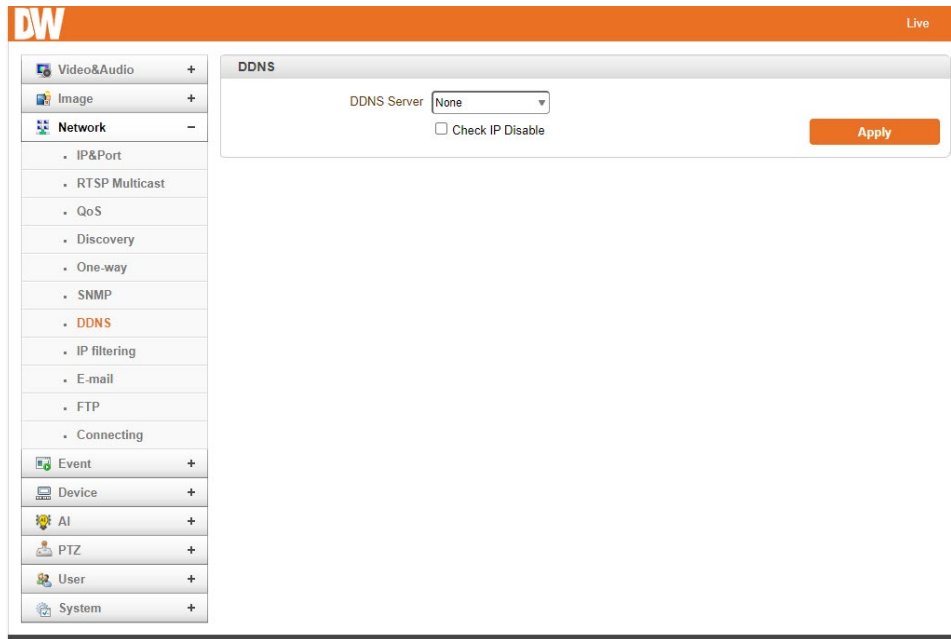 DW
Live
Video&Audio +
Image +
Network −
IP&Port
RTSP Multicast
QoS
Discovery
One-way
SNMP
DDNS
IP filtering
E-mail
FTP
Connecting
Event +
Device +
AI +
PTZ +
User +
System +
DDNS
DDNS Server None
Check IP Disable
Apply